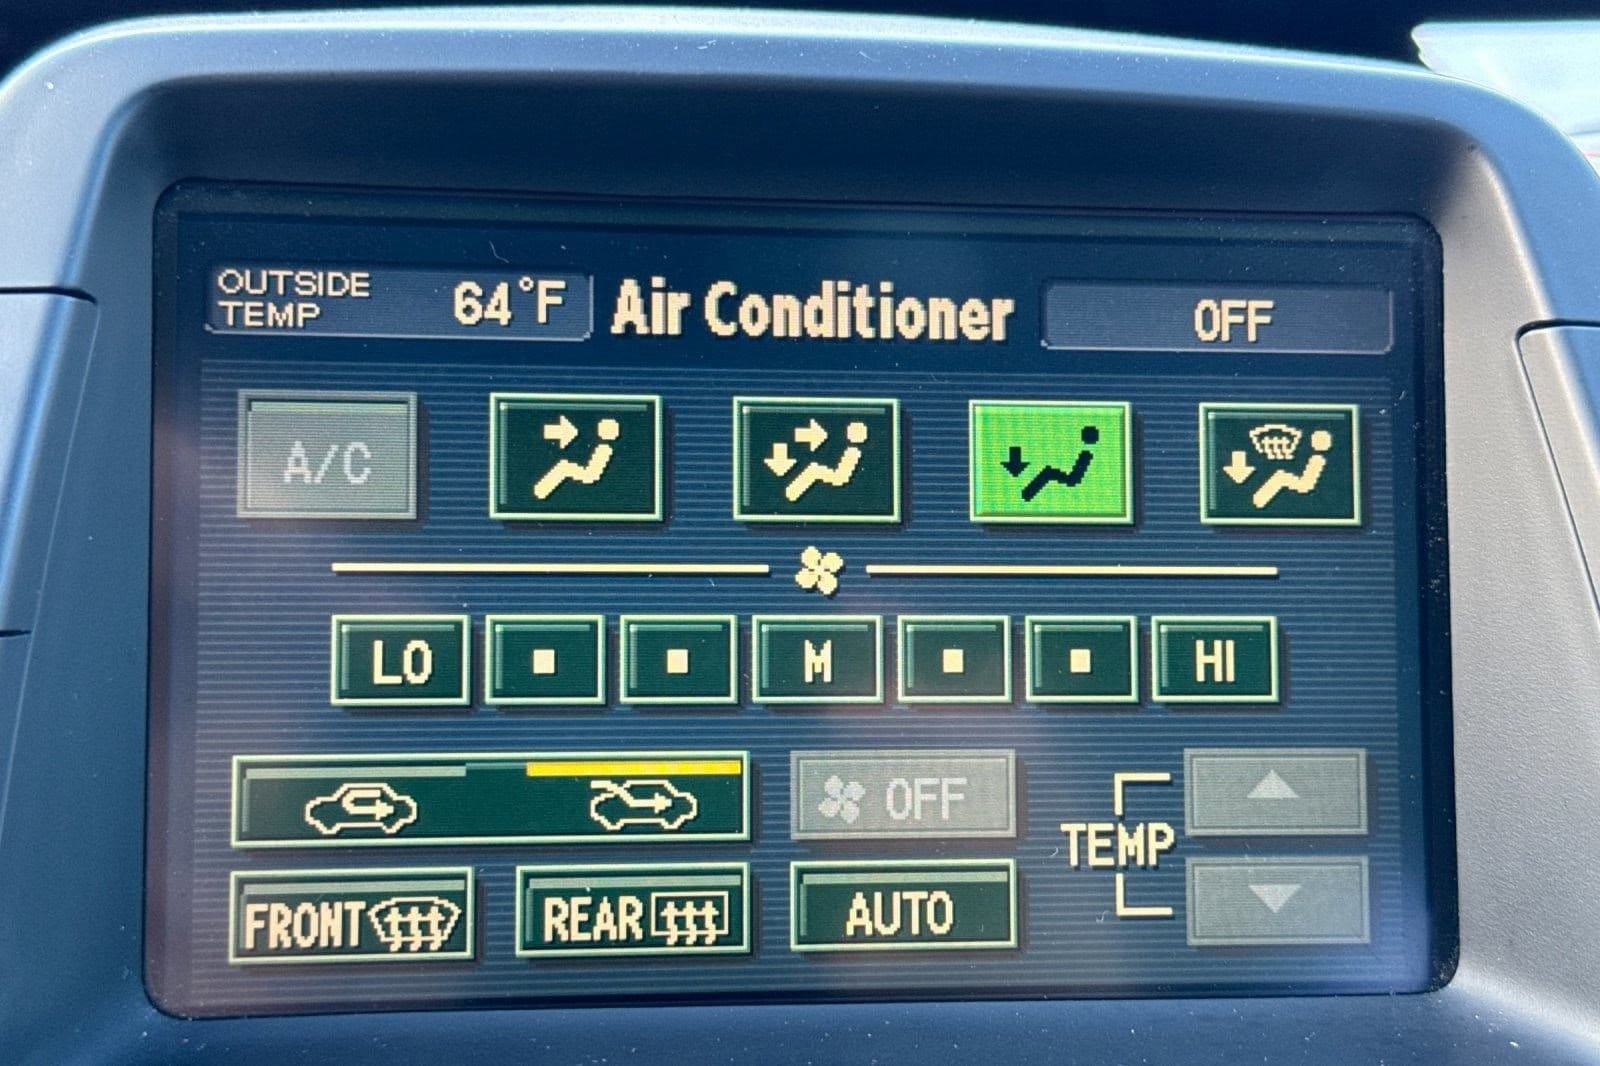 OUTSIDE
TEMP
64°F
Air Conditioner
OFF
A/C
LO
M
HI
OFF
TEMP
FRONT
REAR
AUTO